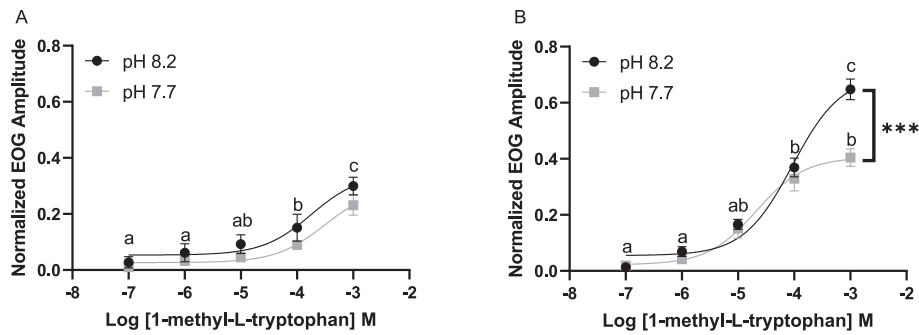 A
0.8
0.6
0.4
0.2
0.0
Normalized EOG Amplitude
pH 8.2
pH 7.7
a
a
ab
b
c
-8 -7 -6 -5 -4 -3 -2
Log [1-methyl-L-tryptophan] M
B
0.8
0.6
0.4
0.2
0.0
Normalized EOG Amplitude
pH 8.2
pH 7.7
c
b
b
ab
a
a
***
-8 -7 -6 -5 -4 -3 -2
Log [1-methyl-L-tryptophan] M